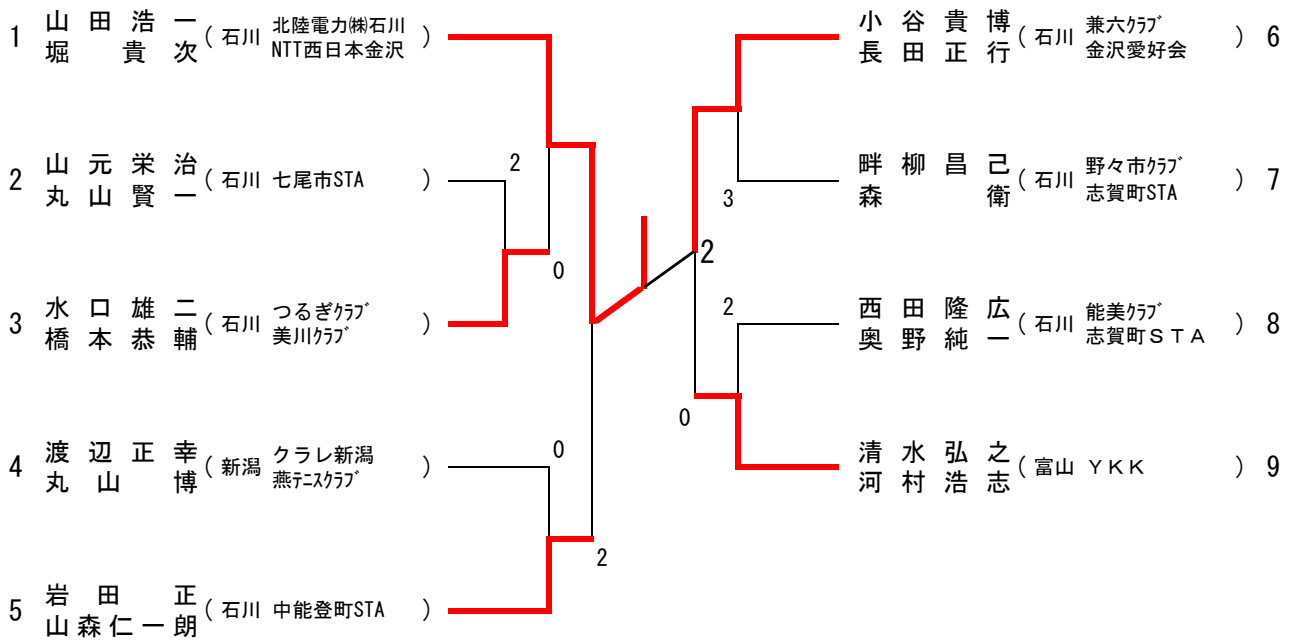 1 山田浩一 堀貴次 (石川 北陸電力㈱石川 NTT西日本金沢)
2 山元栄治 丸山賢一 (石川 七尾市STA)
3 水口雄二 橋本恭輔 (石川 つるぎｸﾗﾌﾞ 美川ｸﾗﾌﾞ)
4 渡辺正幸 丸山博 (新潟 クラレ新潟 燕ﾃﾆｽｸﾗﾌﾞ)
5 岩田正 山森仁一朗 (石川 中能登町STA)
2
0
0
2
2
3
2
0
小谷貴博 長田正行 (石川 兼六ｸﾗﾌﾞ 金沢愛好会) 6
畔柳昌己 森衛 (石川 野々市ｸﾗﾌﾞ 志賀町STA) 7
西田隆広 奥野純一 (石川 能美ｸﾗﾌﾞ 志賀町ＳＴＡ) 8
清水弘之 河村浩志 (富山 ＹＫＫ) 9